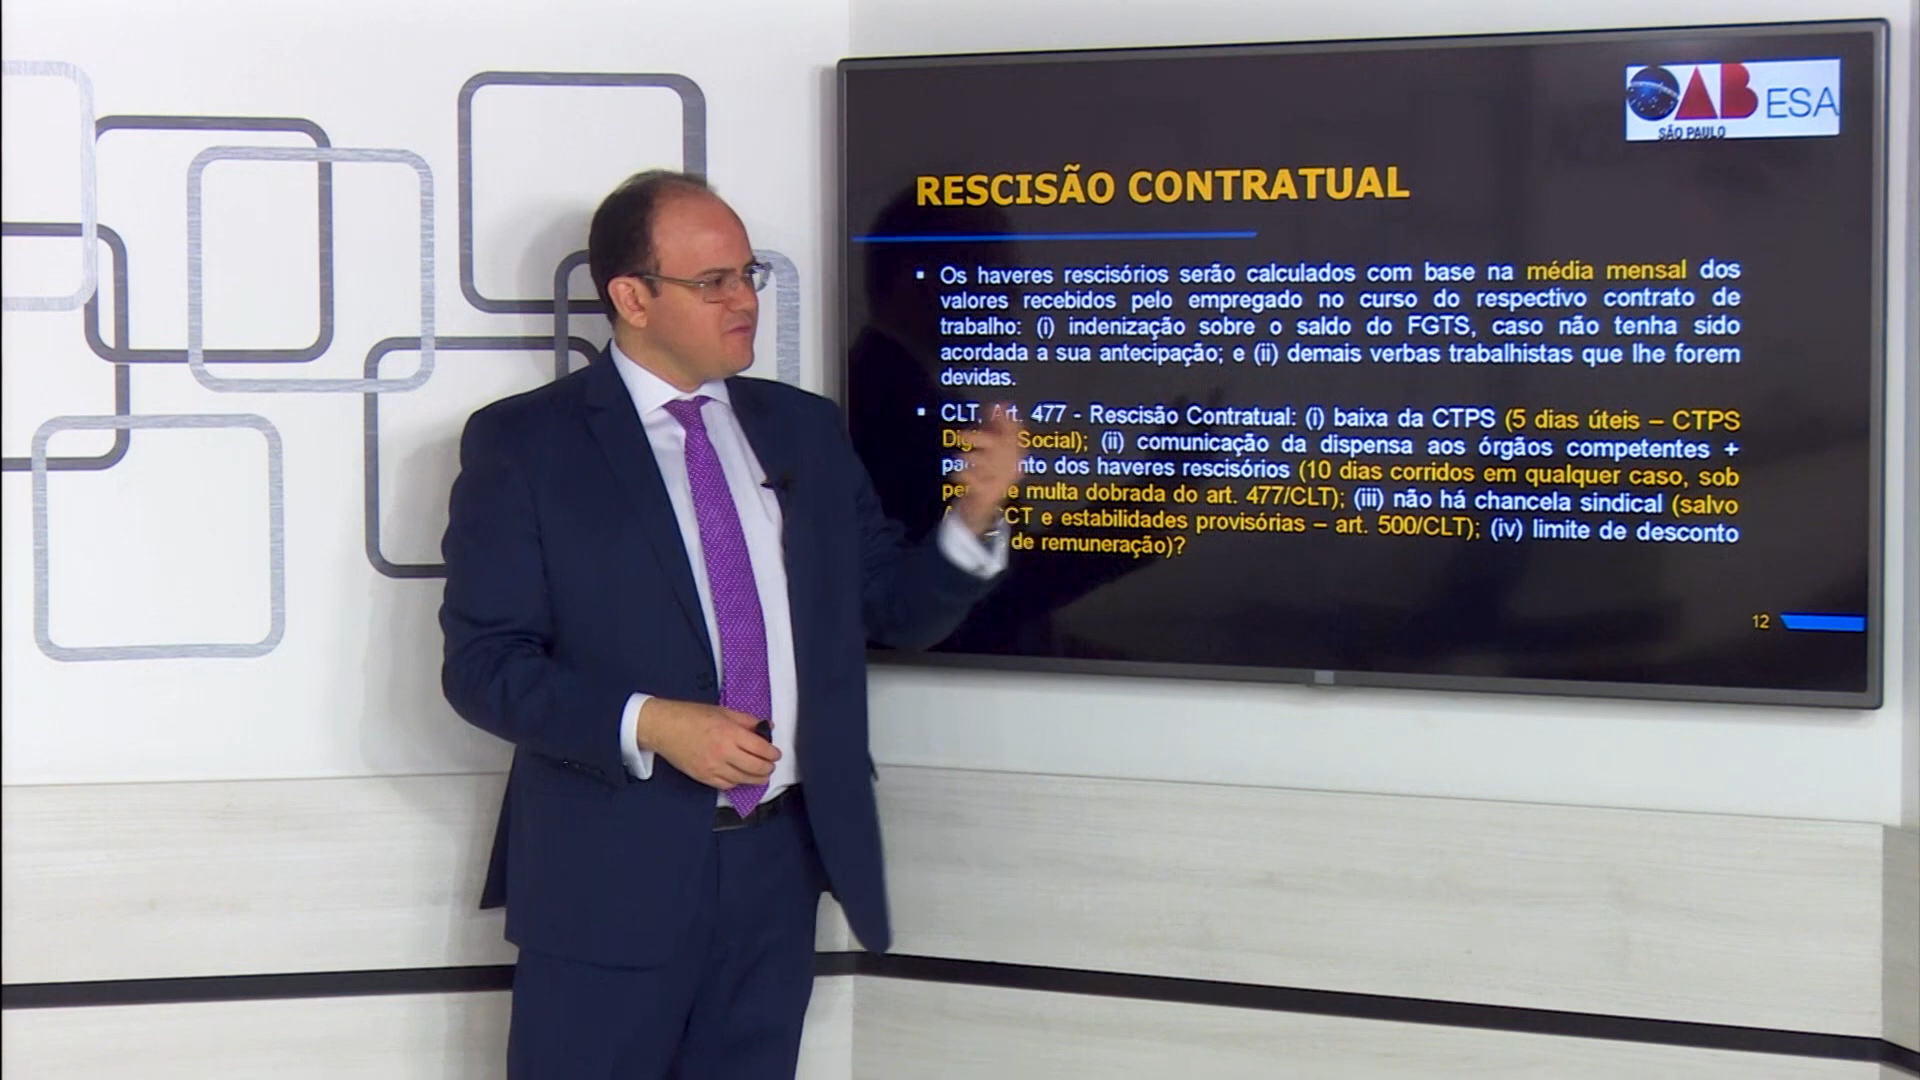 OAB ESA
SÃO PAULO
RESCISÃO CONTRATUAL
▪ Os haveres rescisórios serão calculados com base na média mensal dos
valores recebidos pelo empregado no curso do respectivo contrato de
trabalho: (i) indenização sobre o saldo do FGTS, caso não tenha sido
acordada a sua antecipação; e (ii) demais verbas trabalhistas que lhe forem
devidas.
▪ CLT, Art. 477 - Rescisão Contratual: (i) baixa da CTPS (5 dias úteis – CTPS
Social); (ii) comunicação da dispensa aos órgãos competentes +
dos haveres rescisórios (10 dias corridos em qualquer caso, sob
multa dobrada do art. 477/CLT); (iii) não há chancela sindical (salvo
e estabilidades provisórias – art. 500/CLT); (iv) limite de desconto
de remuneração)?
12